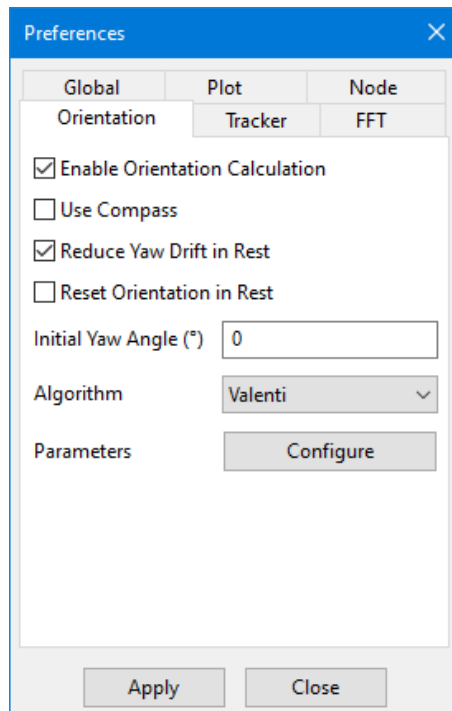 Preferences
Global Plot Node
Orientation Tracker FFT
Enable Orientation Calculation
Use Compass
Reduce Yaw Drift in Rest
Reset Orientation in Rest
Initial Yaw Angle (°) 0
Algorithm Valenti
Parameters Configure
Apply Close